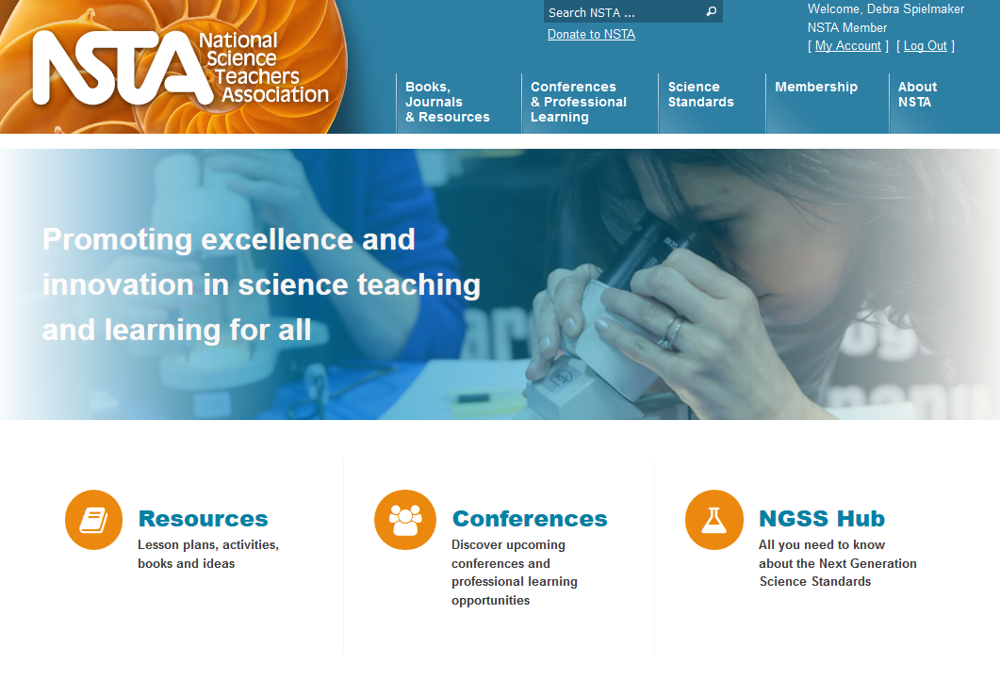 NSTA
National
Science
Teachers
Association
Search NSTA ...
Donate to NSTA
Welcome, Debra Spielmaker
NSTA Member
[ My Account ] [ Log Out ]
Books,
Journals
& Resources
Conferences
& Professional
Learning
Science
Standards
Membership
About
NSTA
Promoting excellence and
innovation in science teaching
and learning for all
Resources
Lesson plans, activities,
books and ideas
Conferences
Discover upcoming
conferences and
professional learning
opportunities
NGSS Hub
All you need to know
about the Next Generation
Science Standards